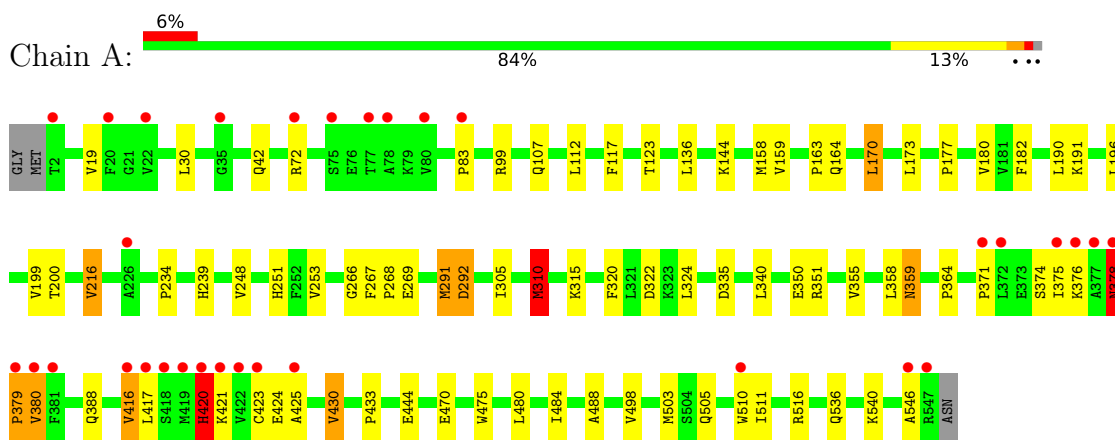 6%
Chain A:
84% 13% • ••
GLY MET T2 V19 F20 G21 V22 L30 G35 Q42 R72 S75 E76 T77 A78 K79 V80 P83 R99 Q107 L112 F117 T123 L136 K144 M158 V159 P163 Q164 L170 L173 P177 V180 V181 F182 L190 K191 L196
V199 T200 V216 A226 P234 H239 V248 H251 F252 V253 G266 F267 P268 E269 M291 D292 I305 M310 K315 F320 L321 D322 K323 L324 D335 L340 E350 R351 V355 L358 N359 P364 P371 L372 E373 S374 I375 K376 A377 N378
P379 V380 F381 Q388 V416 L417 S418 M419 H420 K421 V422 C423 E424 A425 V430 P433 E444 E470 W475 L480 I484 A488 V498 M503 S504 Q505 W510 I511 R516 Q536 K540 A546 R547 ASN